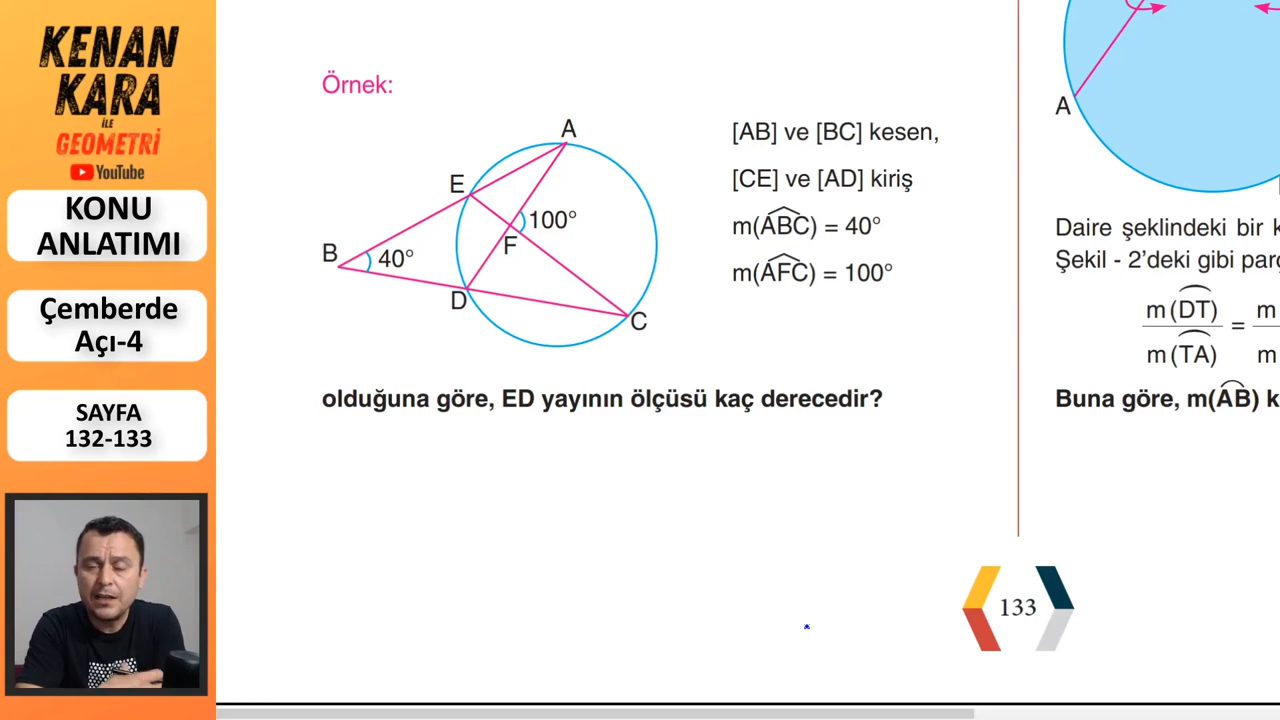 KENAN
KARA
İLE
GEOMETRİ
YouTube
KONU
ANLATIMI
Çemberde
Açı-4
SAYFA
132-133
Örnek:
A
E
B
40°
100°
F
D
C
[AB] ve [BC] kesen,
[CE] ve [AD] kiriş
m(ABC) = 40°
m(AFC) = 100°
olduğuna göre, ED yayının ölçüsü kaç derecedir?
133
A
Daire şeklindeki bir k
Şekil - 2'deki gibi parç
m(DT)
m(TA)
=
m
m
Buna göre, m(AB) k